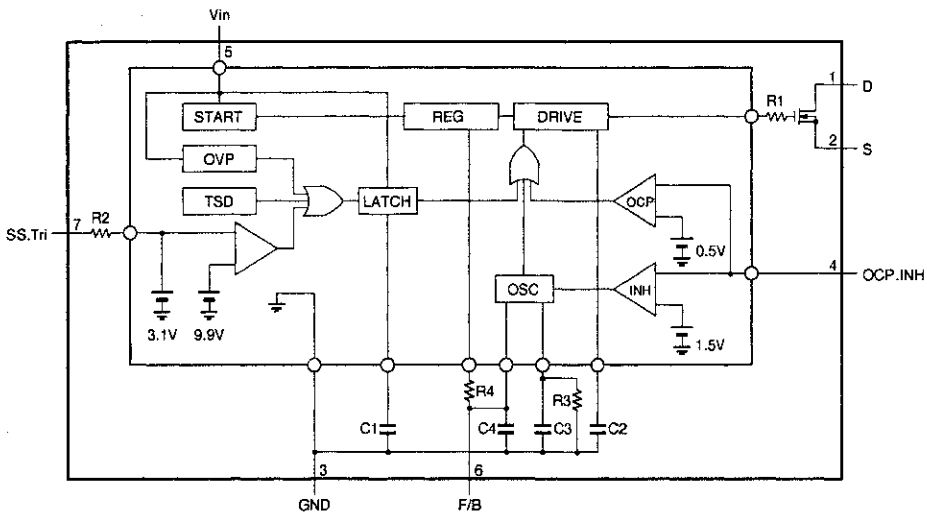 Vin
5
1
D
R1
START
REG
DRIVE
2
S
OVP
TSD
LATCH
OCP
7
R2
SS.Tri
0.5V
4
OCP.INH
OSC
INH
3.1V
9.9V
1.5V
R4
R3
C1
C4
C3
C2
3
6
GND
F/B